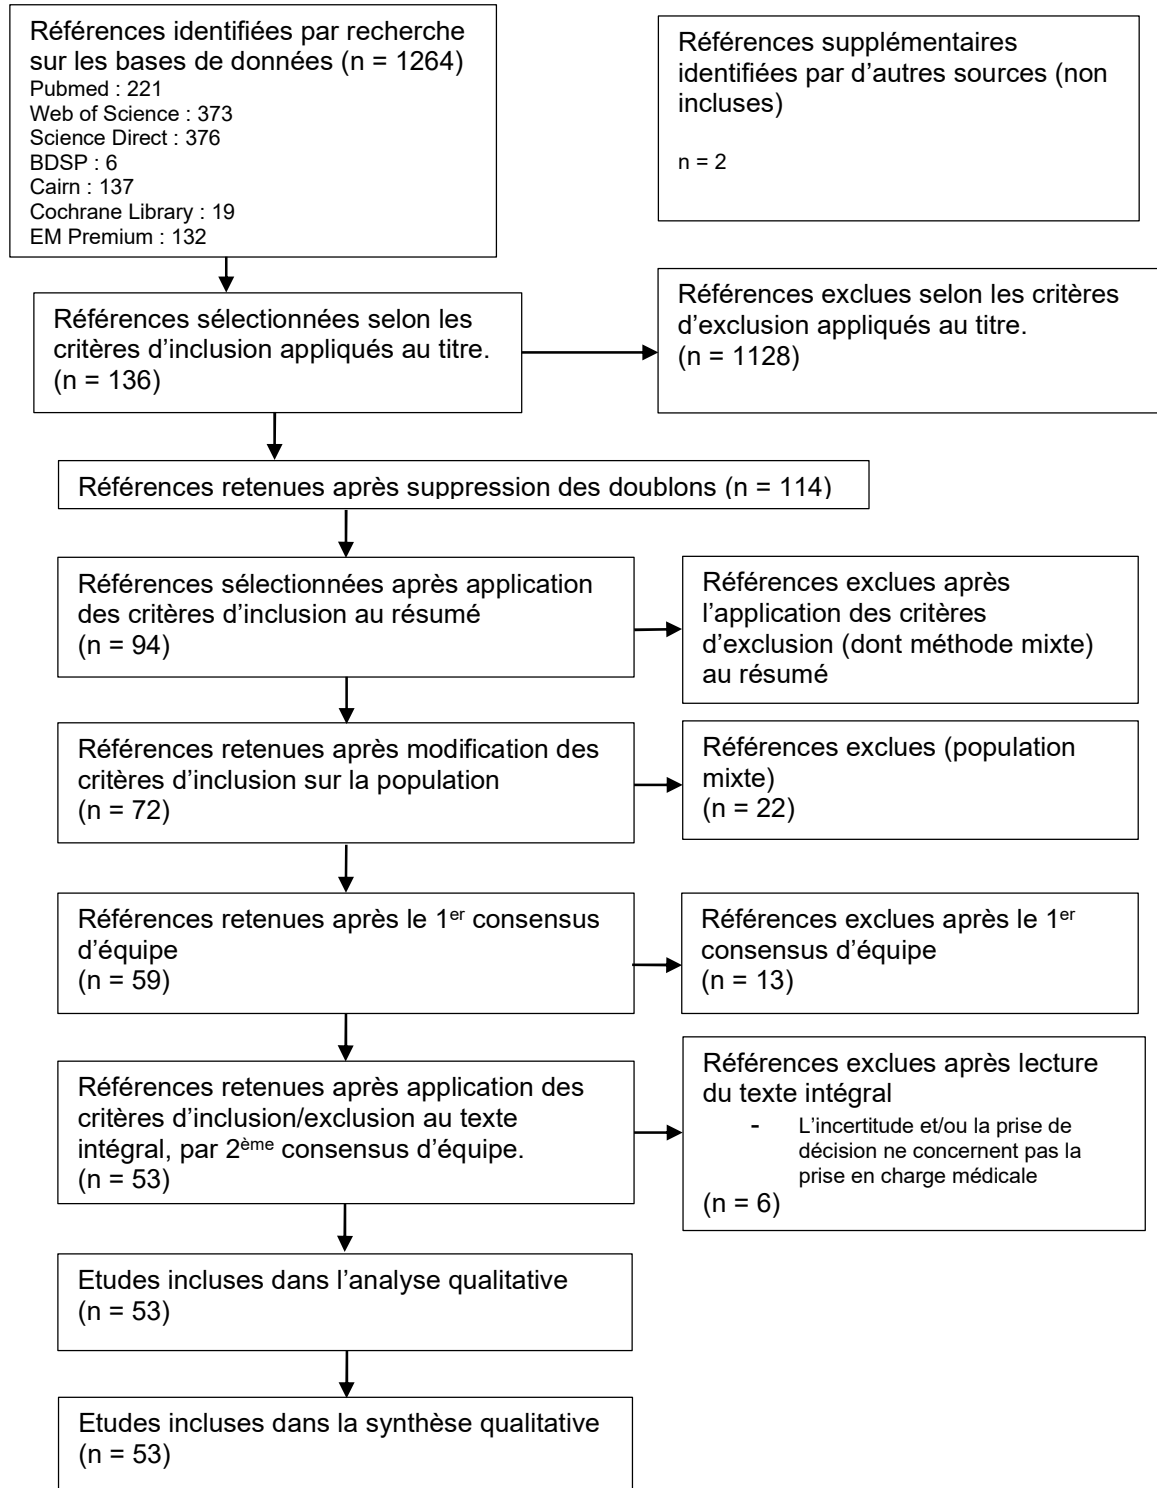 Références identifiées par recherche
sur les bases de données (n = 1264)
Pubmed : 221
Web of Science : 373
Science Direct : 376
BDSP : 6
Cairn : 137
Cochrane Library : 19
EM Premium : 132
Références supplémentaires
identifiées par d'autres sources (non
incluses)
n = 2
Références sélectionnées selon les
critères d'inclusion appliqués au titre.
(n = 136)
Références exclues selon les critères
d'exclusion appliqués au titre.
(n = 1128)
Références retenues après suppression des doublons (n = 114)
Références sélectionnées après application
des critères d'inclusion au résumé
(n = 94)
Références exclues après
l'application des critères
d'exclusion (dont méthode mixte)
au résumé
Références retenues après modification des
critères d'inclusion sur la population
(n = 72)
Références exclues (population
mixte)
(n = 22)
Références retenues après le 1er consensus
d'équipe
(n = 59)
Références exclues après le 1er
consensus d'équipe
(n = 13)
Références retenues après application des
critères d'inclusion/exclusion au texte
intégral, par 2ème consensus d'équipe.
(n = 53)
Références exclues après lecture
du texte intégral
- L'incertitude et/ou la prise de
décision ne concernent pas la
prise en charge médicale
(n = 6)
Etudes incluses dans l'analyse qualitative
(n = 53)
Etudes incluses dans la synthèse qualitative
(n = 53)